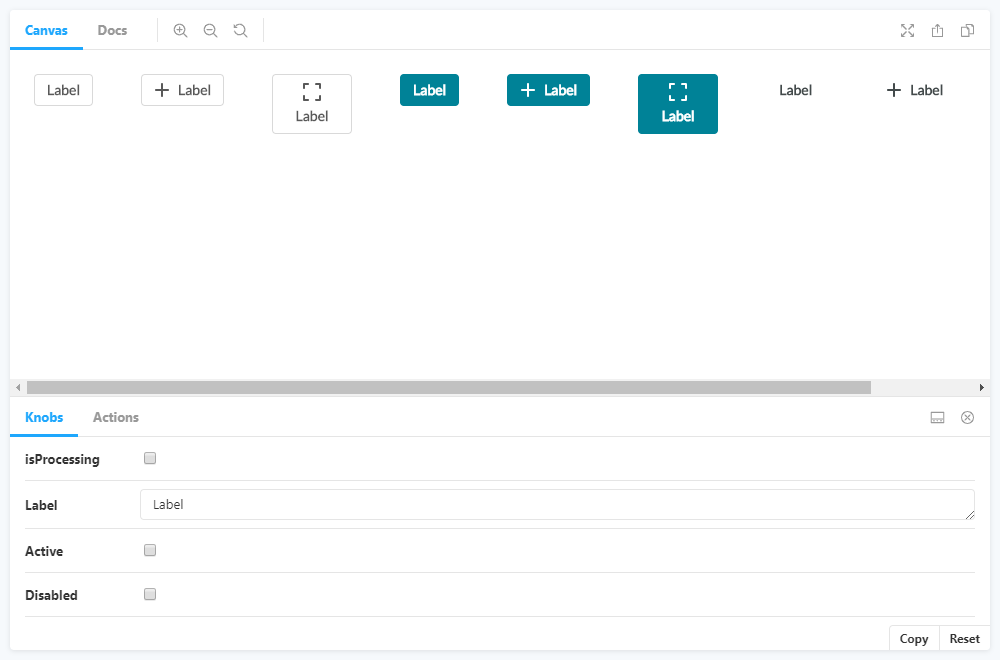 Canvas Docs
Label Label Label Label Label Label Label Label
Knobs Actions
isProcessing
Label Label
Active
Disabled
Copy Reset